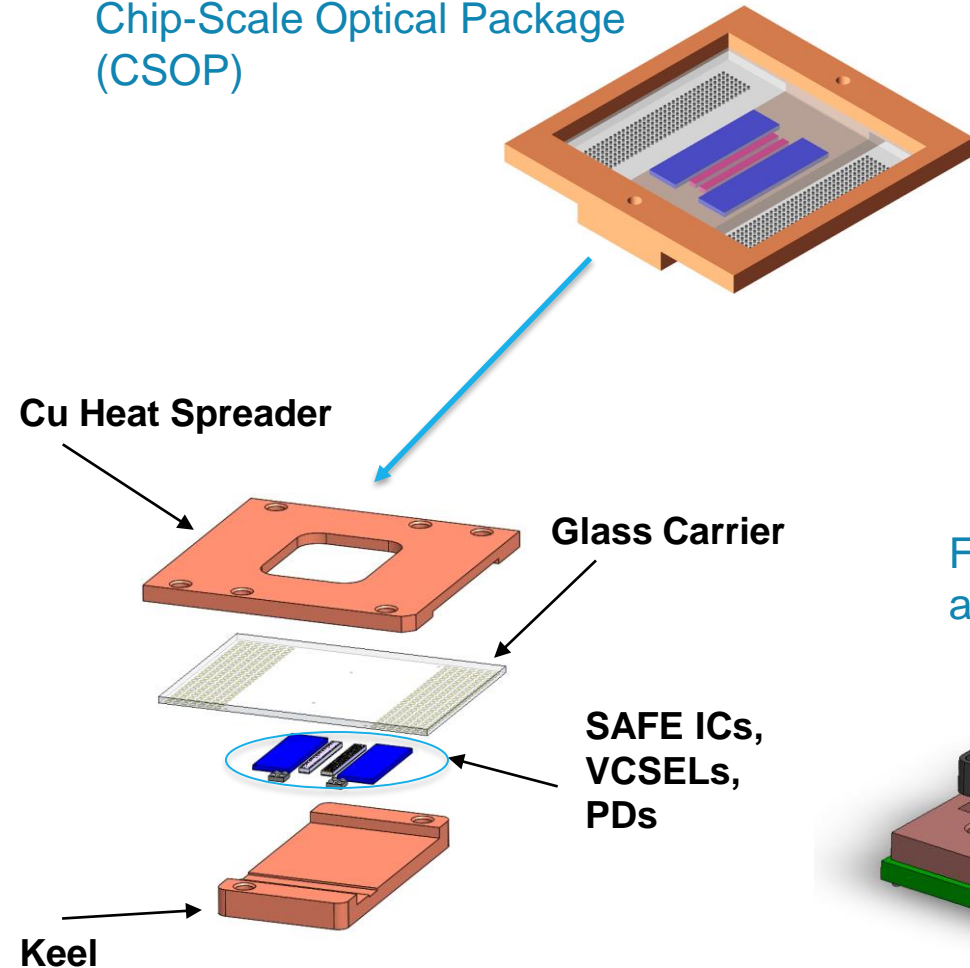 Chip-Scale Optical Package
(CSOP)
Cu Heat Spreader
Glass Carrier
SAFE ICs,
VCSELs,
PDs
Keel